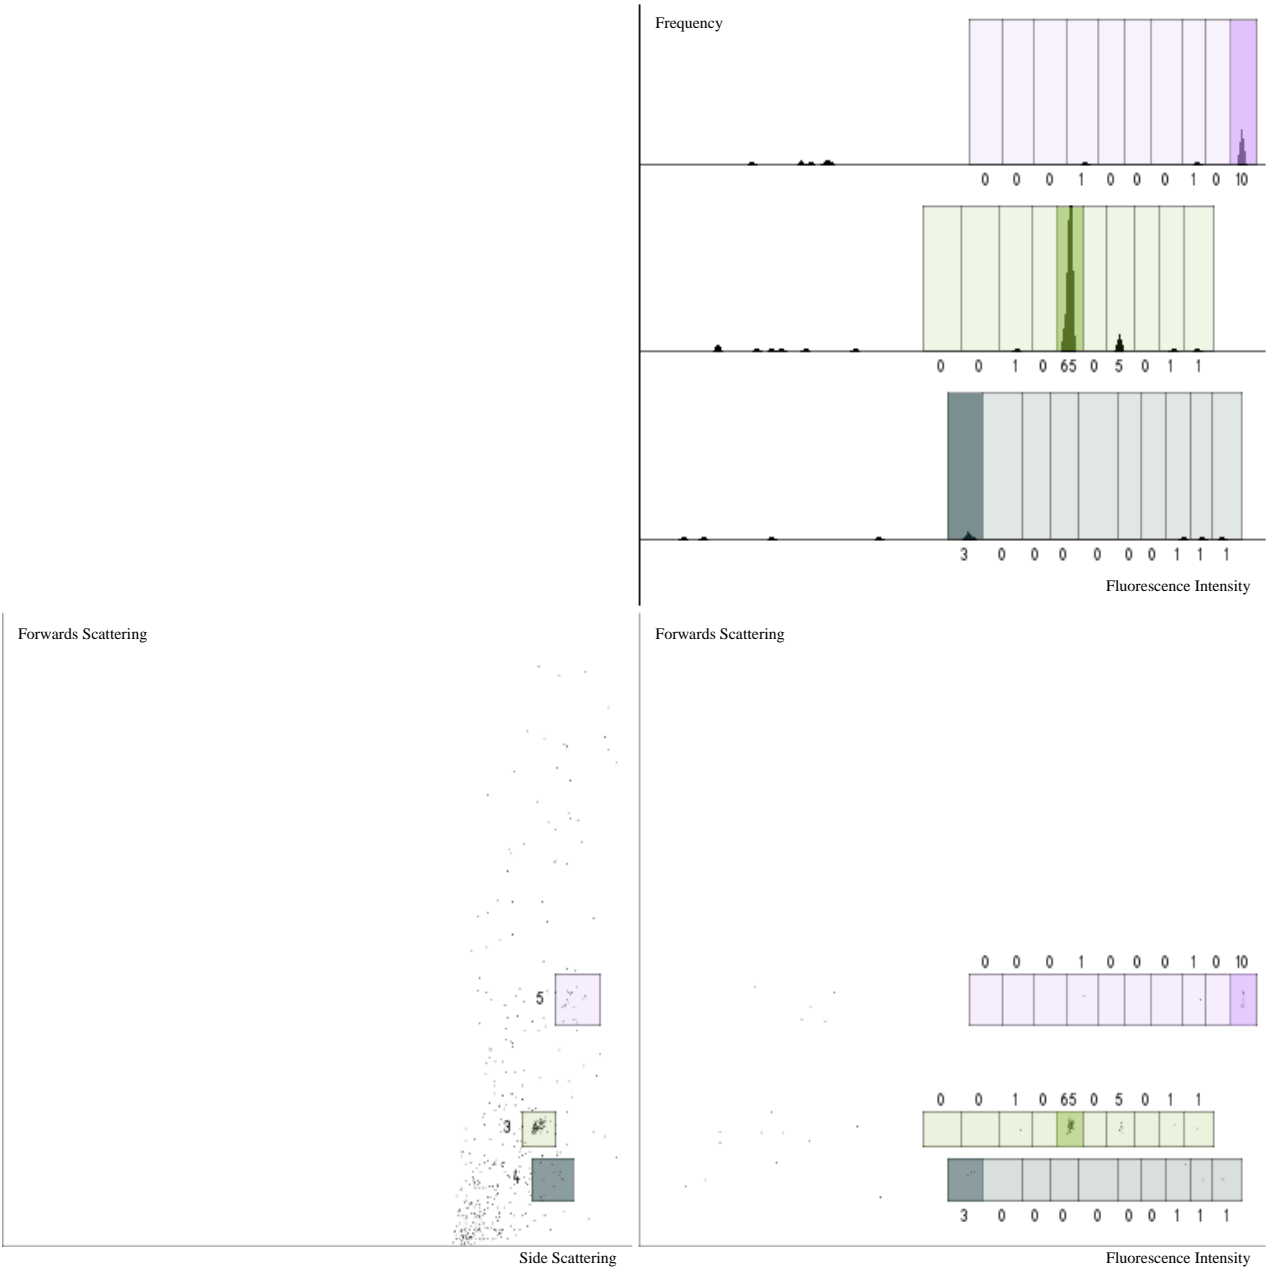 Frequency
0 0 0 1 0 0 0 1 0 10
0 0 1 0 65 0 5 0 1 1
3 0 0 0 0 0 0 1 1 1
Fluorescence Intensity
Forwards Scattering
5
3
4
Side Scattering
Forwards Scattering
0 0 0 1 0 0 0 1 0 10
0 0 1 0 65 0 5 0 1 1
3 0 0 0 0 0 0 1 1 1
Fluorescence Intensity